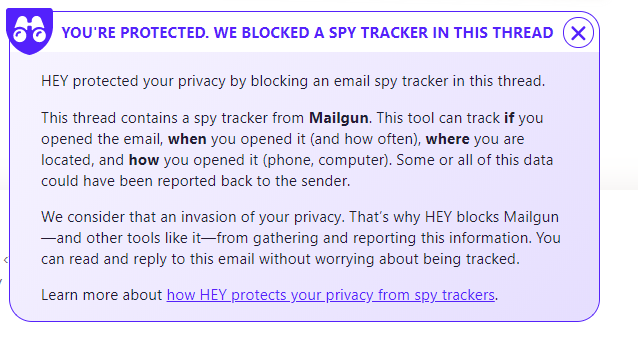 YOU'RE PROTECTED. WE BLOCKED A SPY TRACKER IN THIS THREAD
HEY protected your privacy by blocking an email spy tracker in this thread.
This thread contains a spy tracker from Mailgun. This tool can track if you
opened the email, when you opened it (and how often), where you are
located, and how you opened it (phone, computer). Some or all of this data
could have been reported back to the sender.
We consider that an invasion of your privacy. That’s why HEY blocks Mailgun
—and other tools like it—from gathering and reporting this information. You
can read and reply to this email without worrying about being tracked.
Learn more about how HEY protects your privacy from spy trackers.